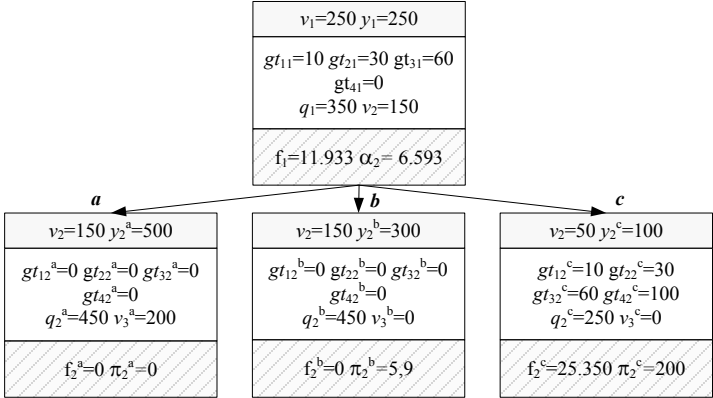 v₁=250 y₁=250
gt₁₁=10 gt₂₁=30 gt₃₁=60
gt₄₁=0
q₁=350 v₂=150
f₁=11.933 α₂= 6.593
a b c
v₂=150 y₂ᵃ=500
gt₁₂ᵃ=0 gt₂₂ᵃ=0 gt₃₂ᵃ=0
gt₄₂ᵃ=0
q₂ᵃ=450 v₃ᵃ=200
f₂ᵃ=0 π₂ᵃ=0
v₂=150 y₂ᵇ=300
gt₁₂ᵇ=0 gt₂₂ᵇ=0 gt₃₂ᵇ=0
gt₄₂ᵇ=0
q₂ᵇ=450 v₃ᵇ=0
f₂ᵇ=0 π₂ᵇ=5,9
v₂=50 y₂ᶜ=100
gt₁₂ᶜ=10 gt₂₂ᶜ=30
gt₃₂ᶜ=60 gt₄₂ᶜ=100
q₂ᶜ=250 v₃ᶜ=0
f₂ᶜ=25.350 π₂ᶜ=200